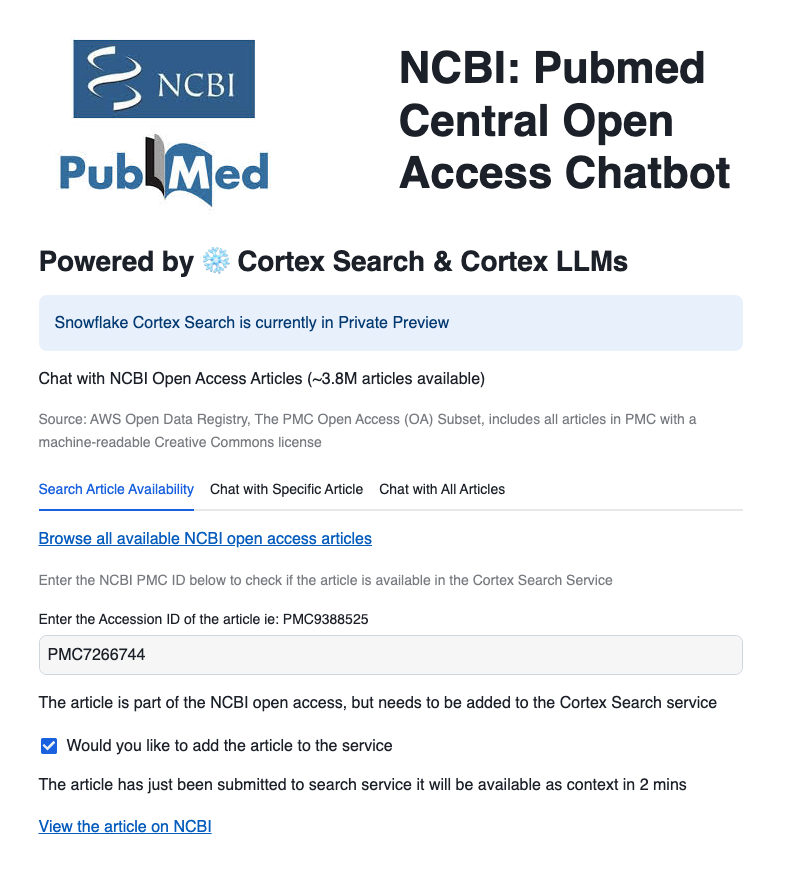 NCBI
PubMed
NCBI: Pubmed
Central Open
Access Chatbot
Powered by ❄️ Cortex Search & Cortex LLMs
Snowflake Cortex Search is currently in Private Preview
Chat with NCBI Open Access Articles (~3.8M articles available)
Source: AWS Open Data Registry, The PMC Open Access (OA) Subset, includes all articles in PMC with a
machine-readable Creative Commons license
Search Article Availability Chat with Specific Article Chat with All Articles
Browse all available NCBI open access articles
Enter the NCBI PMC ID below to check if the article is available in the Cortex Search Service
Enter the Accession ID of the article ie: PMC9388525
PMC7266744
The article is part of the NCBI open access, but needs to be added to the Cortex Search service
Would you like to add the article to the service
The article has just been submitted to search service it will be available as context in 2 mins
View the article on NCBI